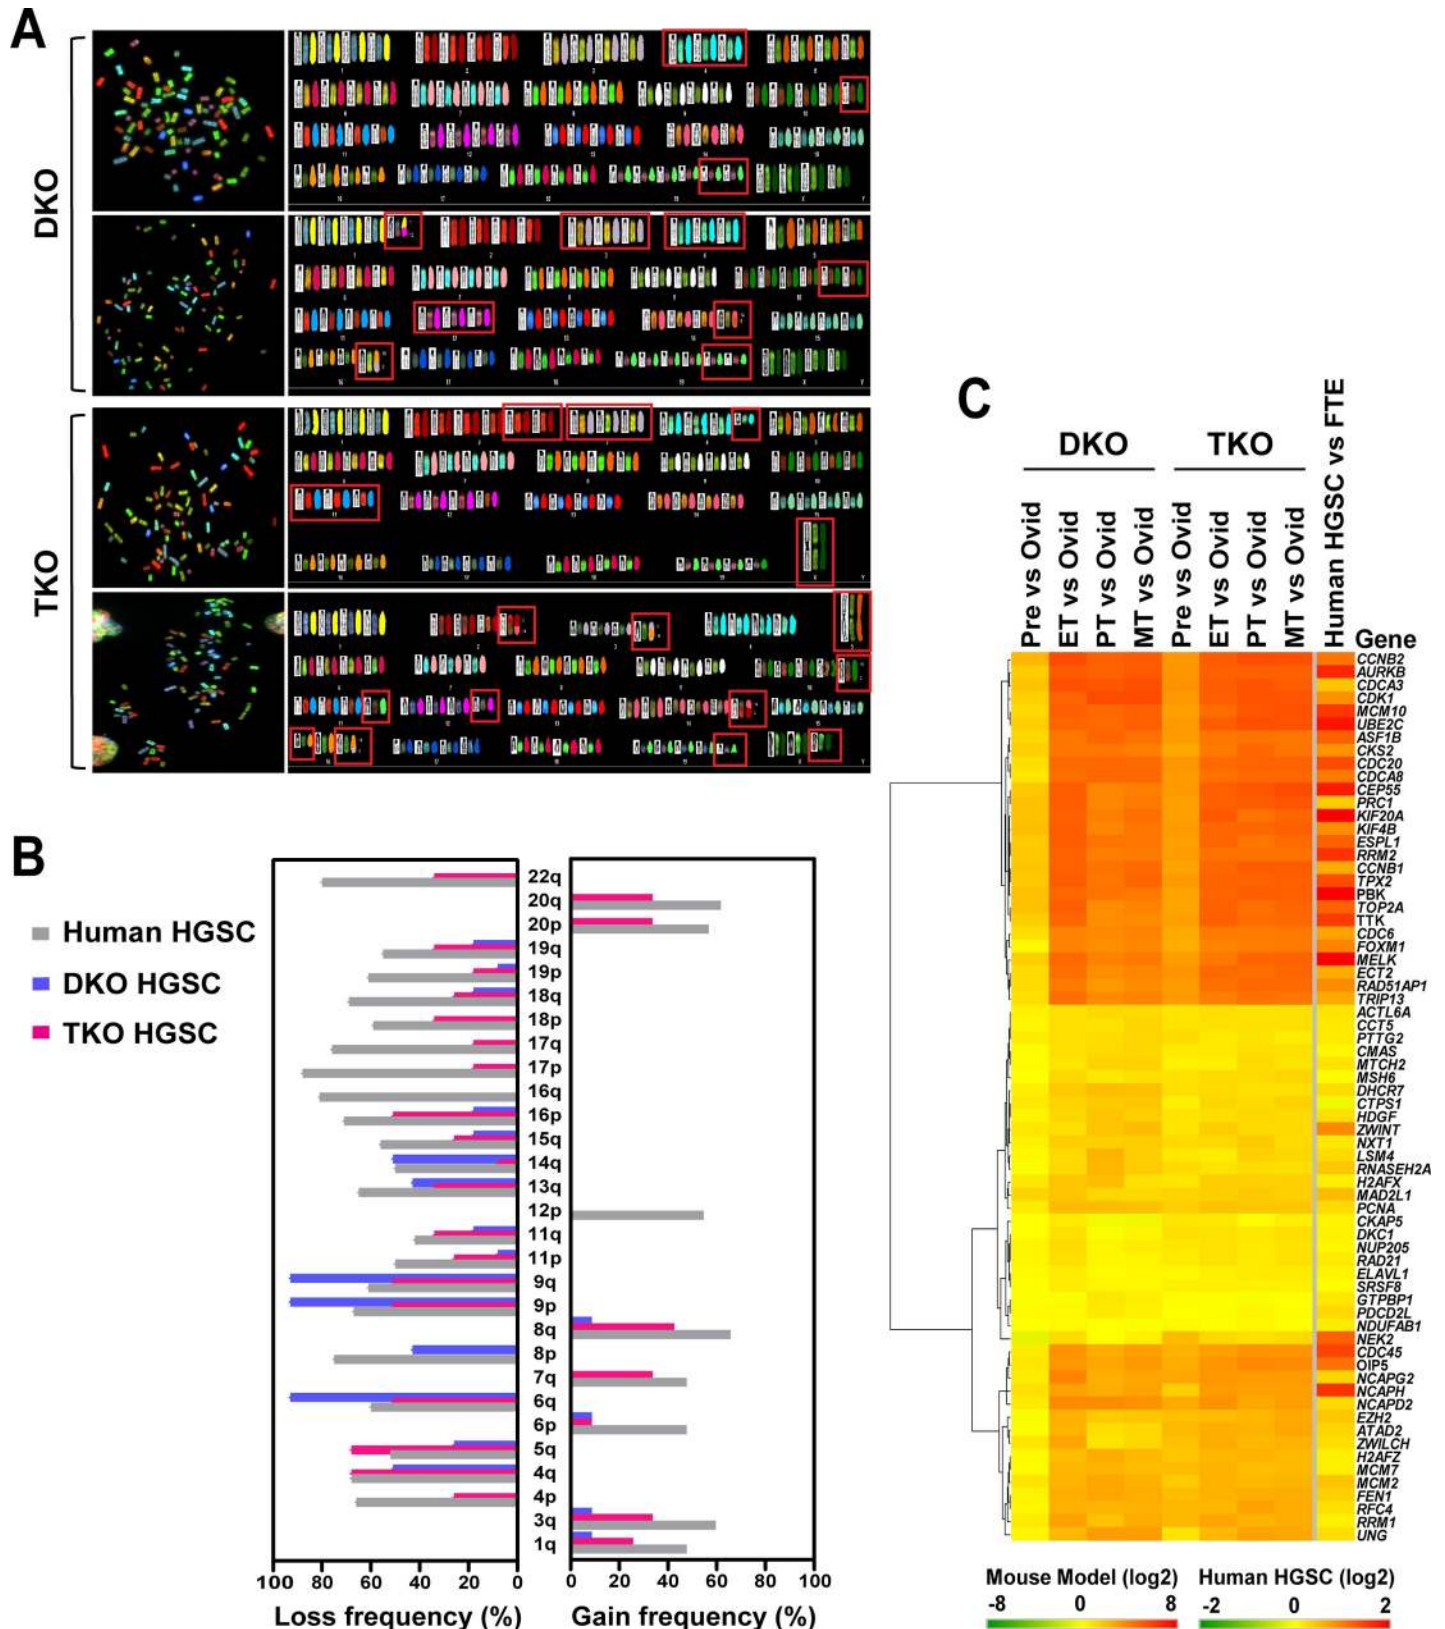 A
DKO
TKO
B
Human HGSC
DKO HGSC
TKO HGSC
22q
20q
20p
19q
19p
18q
18p
17q
17p
16q
16p
15q
14q
13q
12p
11q
11p
9q
9p
8q
8p
7q
6q
6p
5q
4q
4p
3q
1q
100 80 60 40 20 0
0 20 40 60 80 100
Loss frequency (%)
Gain frequency (%)
C
DKO
TKO
Pre vs Ovid
ET vs Ovid
PT vs Ovid
MT vs Ovid
Pre vs Ovid
ET vs Ovid
PT vs Ovid
MT vs Ovid
Human HGSC vs FTE
Gene
CCNB2
AURKB
CDCA3
CDK1
MCM10
UBE2C
ASF1B
CKS2
CDC20
CDCA8
CEP55
PRC1
KIF20A
KIF4B
ESPL1
RRM2
CCNB1
TPX2
PBK
TOP2A
TTK
CDC6
FOXM1
MELK
ECT2
RAD51AP1
TRIP13
ACTL6A
CCT5
PTTG2
CMAS
MTCH2
MSH6
DHCR7
CTPS1
HDGF
ZWINT
NXT1
LSM4
RNASEH2A
H2AFX
MAD2L1
PCNA
CKAP5
DKC1
NUP205
RAD21
ELAVL1
SRSF8
GTPBP1
PDCD2L
NDUFAB1
NEK2
CDC45
OIP5
NCAPG2
NCAPH
NCAPD2
EZH2
ATAD2
ZWILCH
H2AFZ
MCM7
MCM2
FEN1
RFC4
RRM1
UNG
Mouse Model (log2)
-8 0 8
Human HGSC (log2)
-2 0 2